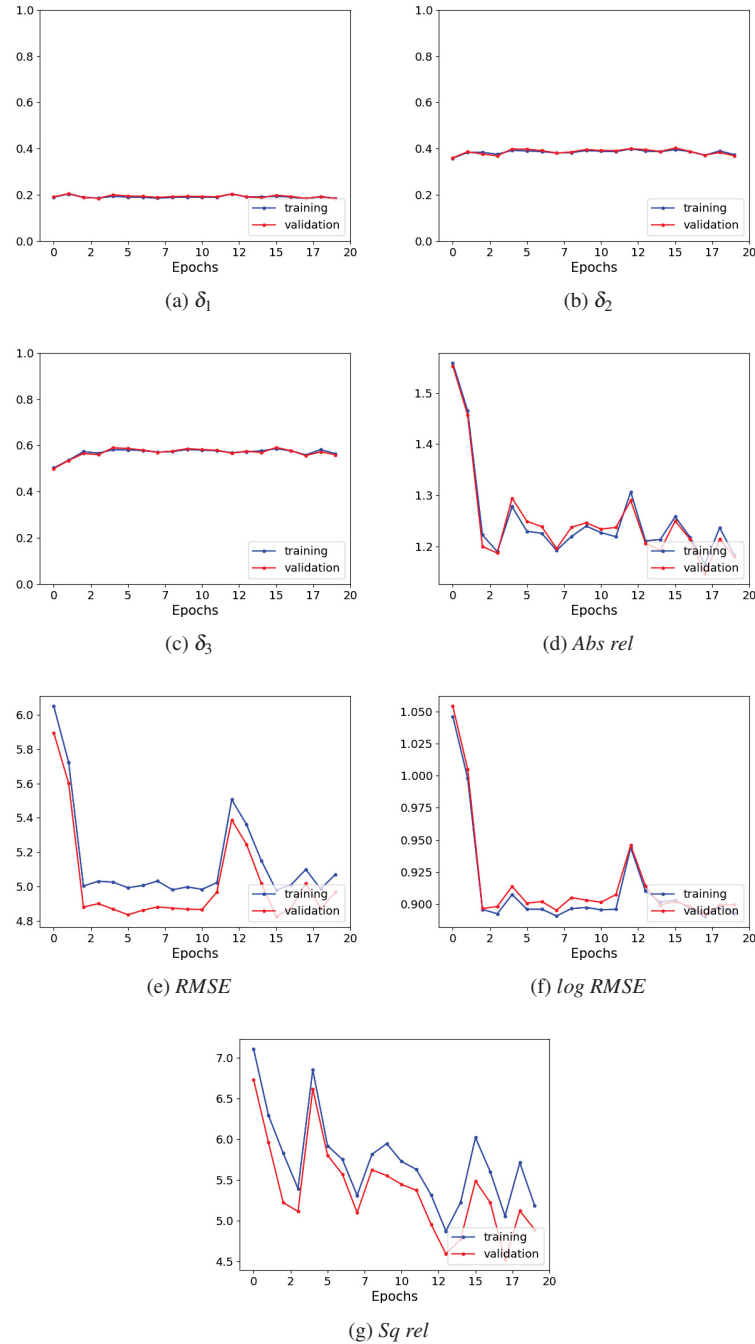 1.0
0.8
0.6
0.4
0.2
0.0
0 2 5 7 10 12 15 17 20
Epochs
training
validation
(a) δ1
1.0
0.8
0.6
0.4
0.2
0.0
0 2 5 7 10 12 15 17 20
Epochs
training
validation
(b) δ2
1.0
0.8
0.6
0.4
0.2
0.0
0 2 5 7 10 12 15 17 20
Epochs
training
validation
(c) δ3
1.5
1.4
1.3
1.2
0 2 5 7 10 12 15 17 20
Epochs
training
validation
(d) Abs rel
6.0
5.8
5.6
5.4
5.2
5.0
4.8
0 2 5 7 10 12 15 17 20
Epochs
training
validation
(e) RMSE
1.050
1.025
1.000
0.975
0.950
0.925
0.900
0 2 5 7 10 12 15 17 20
Epochs
training
validation
(f) log RMSE
7.0
6.5
6.0
5.5
5.0
4.5
0 2 5 7 10 12 15 17 20
Epochs
training
validation
(g) Sq rel